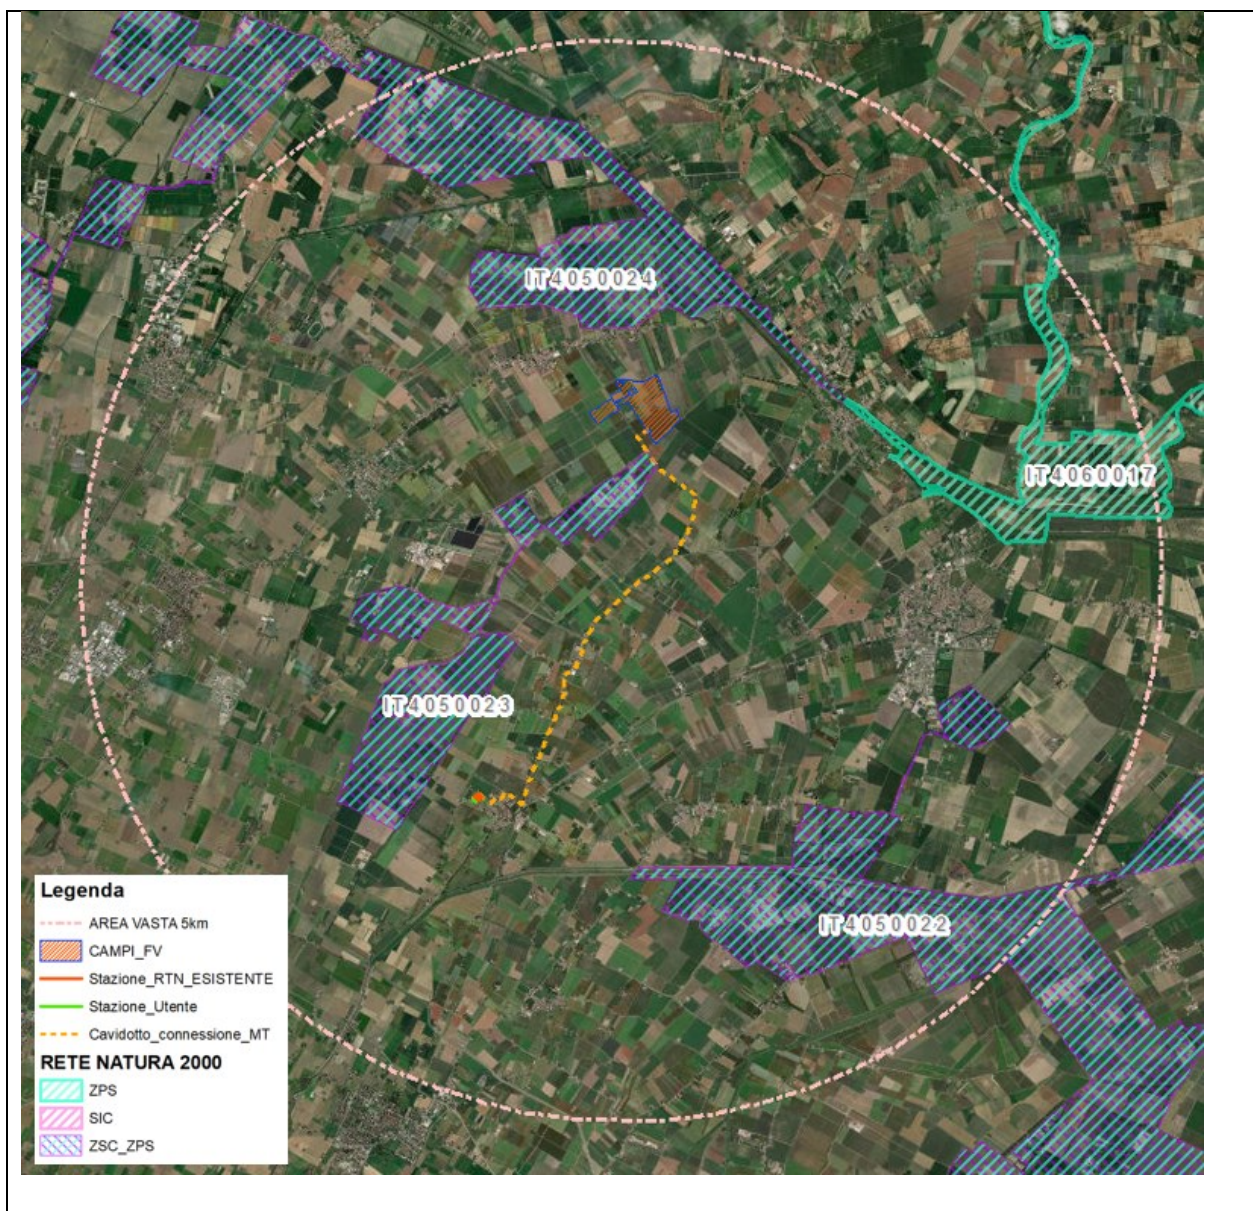 IT4050024
IT4060017
IT4050023
IT4050022
Legenda
AREA VASTA 5km
CAMPI_FV
Stazione_RTN_ESISTENTE
Stazione_Utente
Cavidotto_connessione_MT
RETE NATURA 2000
ZPS
SIC
ZSC_ZPS